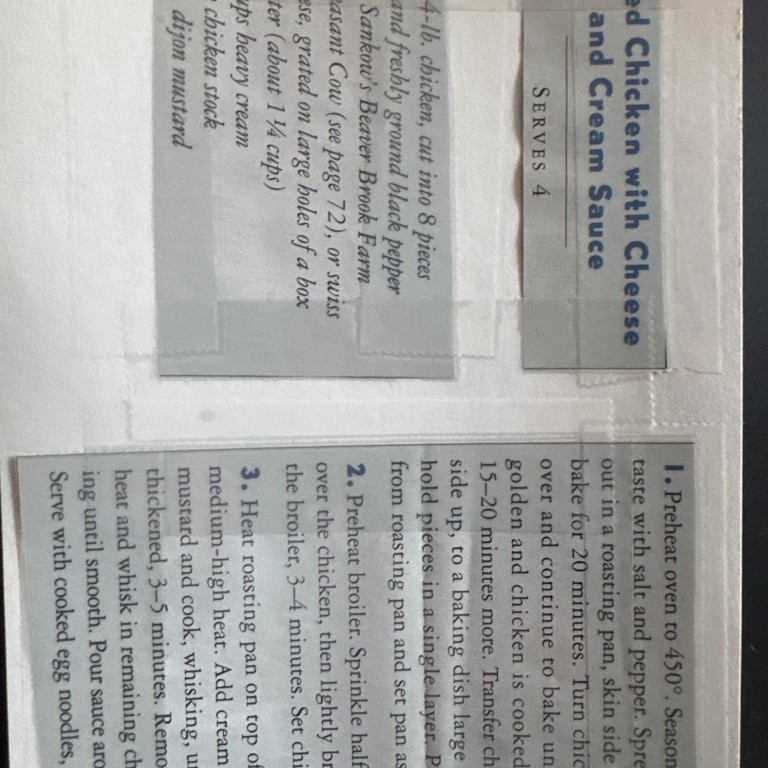 ed Chicken with Cheese
and Cream Sauce
SERVES 4
4-lb. chicken, cut into 8 pieces
and freshly ground black pepper
Sankow's Beaver Brook Farm
asant Cow (see page 72), or swiss
se, grated on large holes of a box
ter (about 1 ¼ cups)
ups heavy cream
chicken stock
dijon mustard
1. Preheat oven to 450°. Season
taste with salt and pepper. Spre
out in a roasting pan, skin side
bake for 20 minutes. Turn chic
over and continue to bake un
golden and chicken is cooked
15–20 minutes more. Transfer ch
side up, to a baking dish large
hold pieces in a single layer. P
from roasting pan and set pan as
2. Preheat broiler. Sprinkle half
over the chicken, then lightly br
the broiler, 3–4 minutes. Set chi
3. Heat roasting pan on top of
medium-high heat. Add cream
mustard and cook, whisking, u
thickened, 3–5 minutes. Remo
heat and whisk in remaining ch
ing until smooth. Pour sauce aro
Serve with cooked egg noodles,